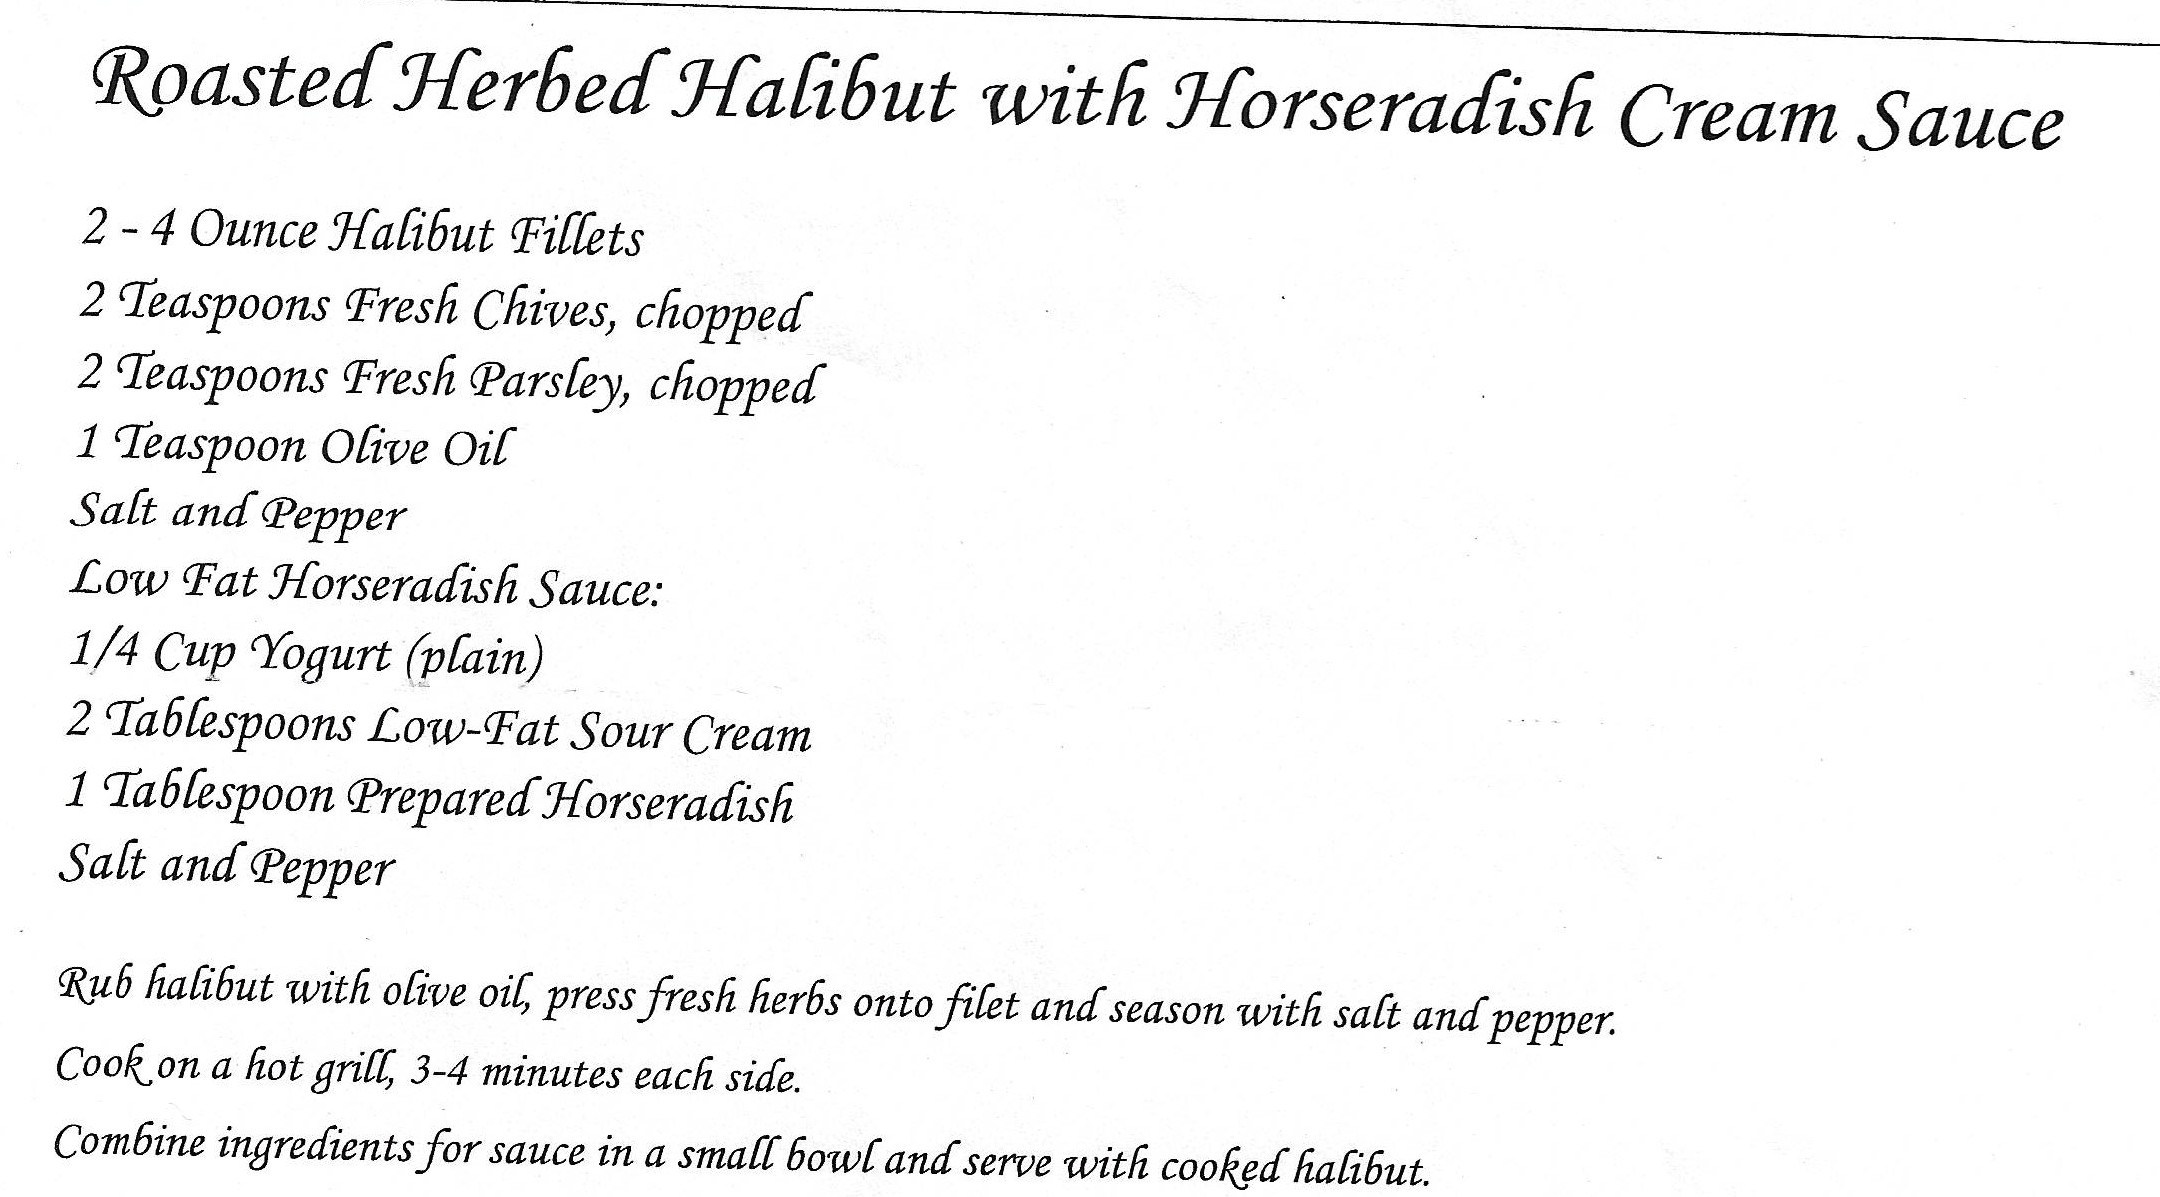 Roasted Herbed Halibut with Horseradish Cream Sauce
2 - 4 Ounce Halibut Fillets
2 Teaspoons Fresh Chives, chopped
2 Teaspoons Fresh Parsley, chopped
1 Teaspoon Olive Oil
Salt and Pepper
Low Fat Horseradish Sauce:
1/4 Cup Yogurt (plain)
2 Tablespoons Low-Fat Sour Cream
1 Tablespoon Prepared Horseradish
Salt and Pepper
Rub halibut with olive oil, press fresh herbs onto filet and season with salt and pepper.
Cook on a hot grill, 3-4 minutes each side.
Combine ingredients for sauce in a small bowl and serve with cooked halibut.